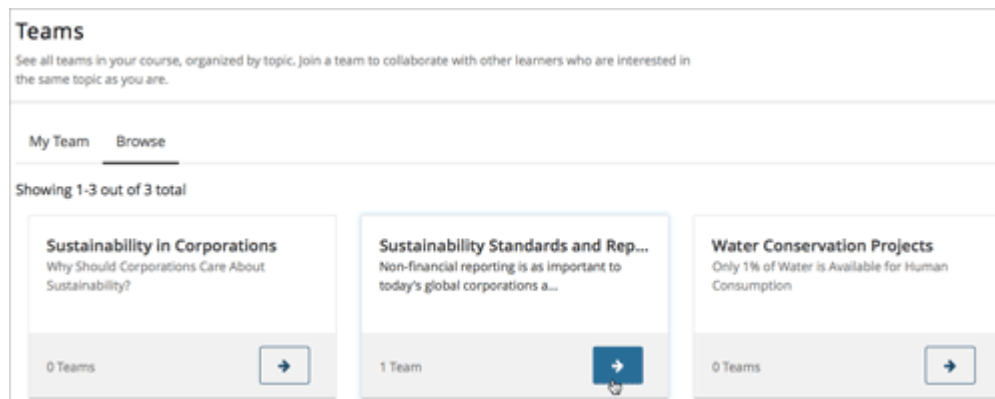 Teams
See all teams in your course, organized by topic. Join a team to collaborate with other learners who are interested in
the same topic as you are.
My Team Browse
Showing 1-3 out of 3 total
Sustainability in Corporations
Why Should Corporations Care About
Sustainability?
0 Teams
Sustainability Standards and Rep...
Non-financial reporting is as important to
today's global corporations a...
1 Team
Water Conservation Projects
Only 1% of Water is Available for Human
Consumption
0 Teams